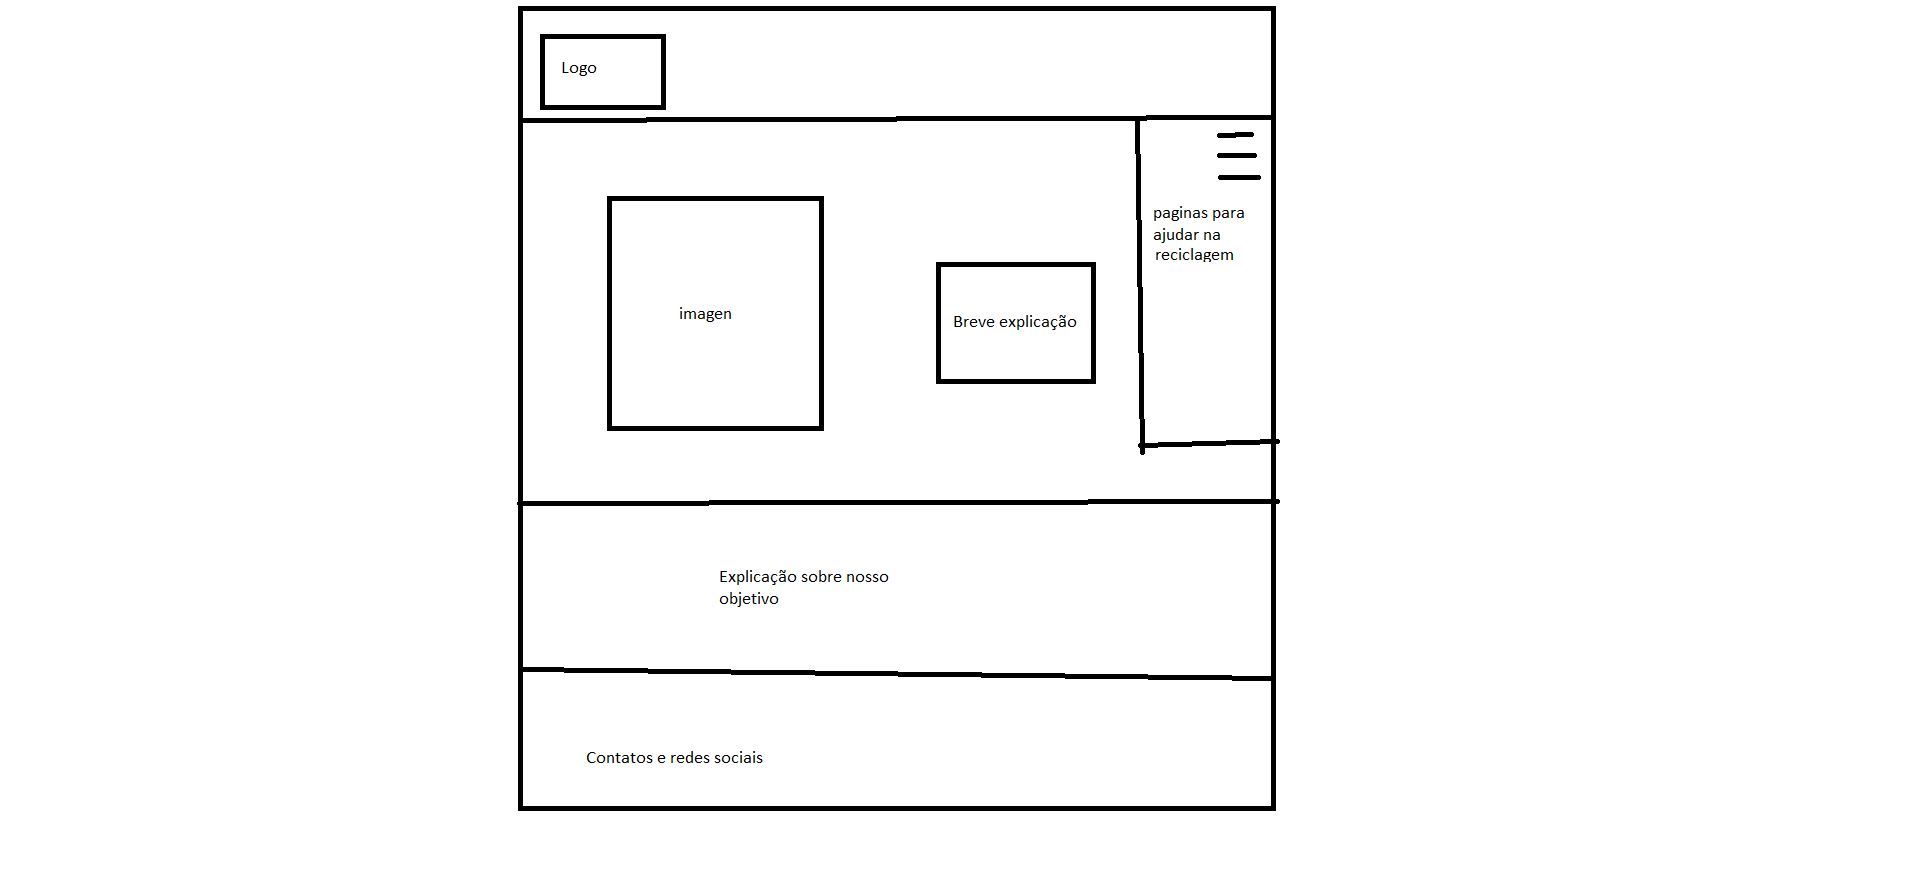 Logo
paginas para
ajudar na
reciclagem
imagen
Breve explicação
Explicação sobre nosso
objetivo
Contatos e redes sociais